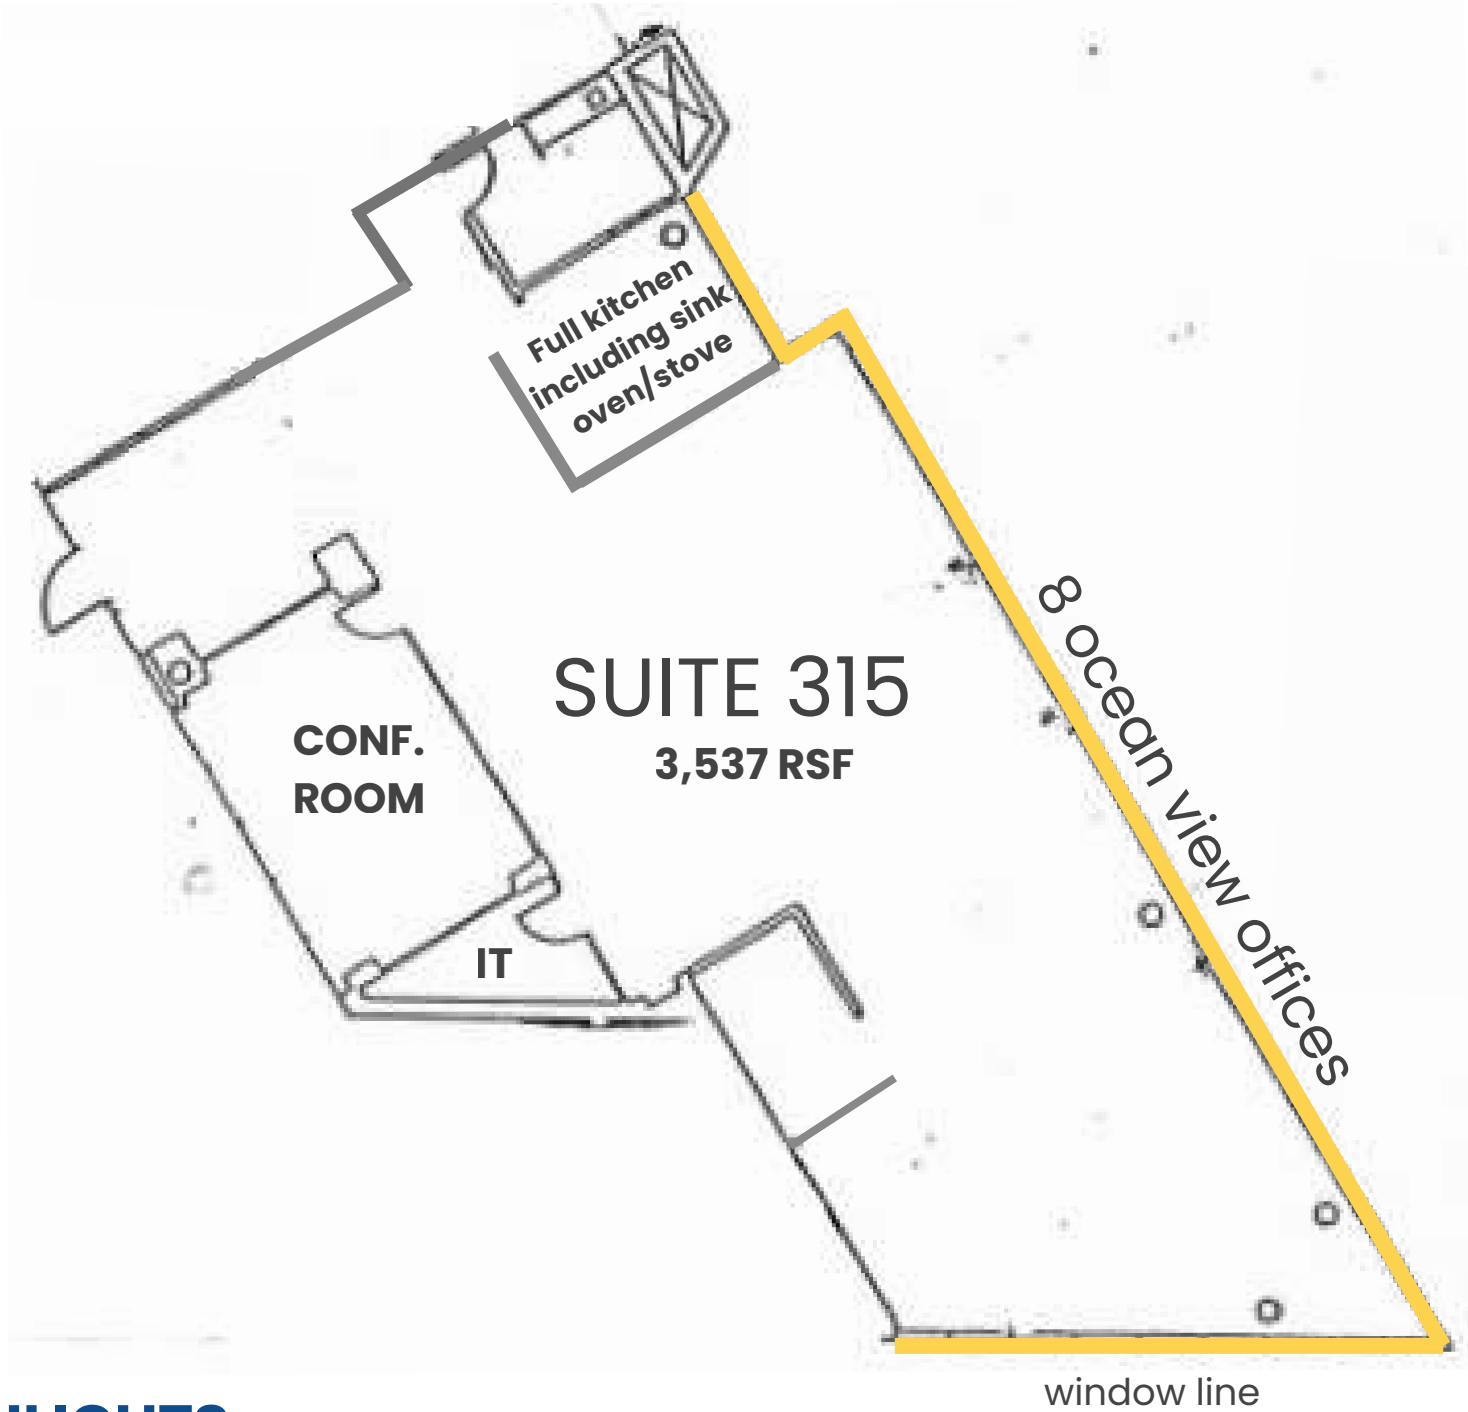 Full kitchen
including sink
oven/stove
SUITE 315
3,537 RSF
CONF.
ROOM
IT
8 ocean view offices
window line